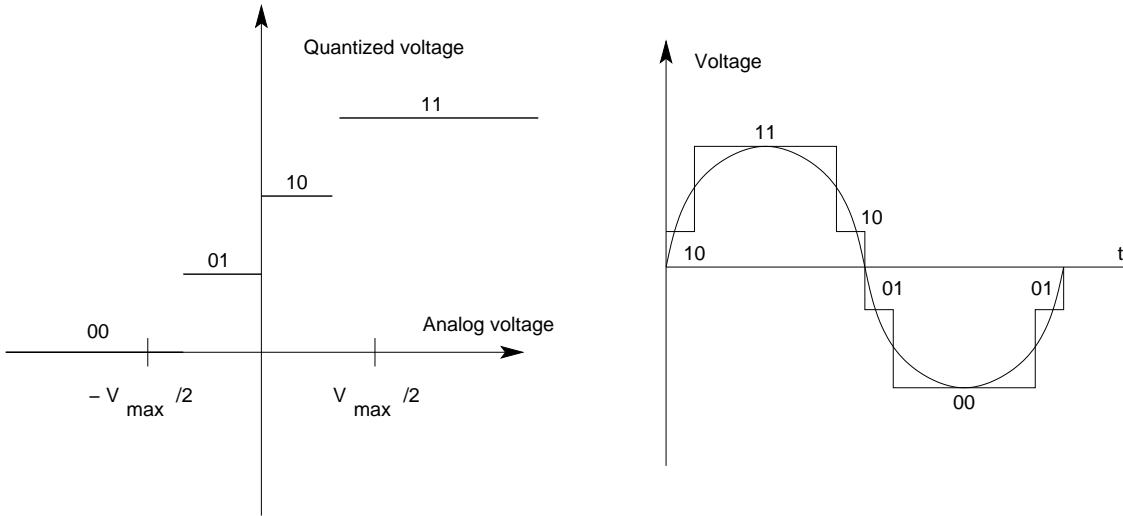 Quantized voltage
11
10
01
00
Analog voltage
– V max /2
V max /2
Voltage
11
10
10
t
01
01
00